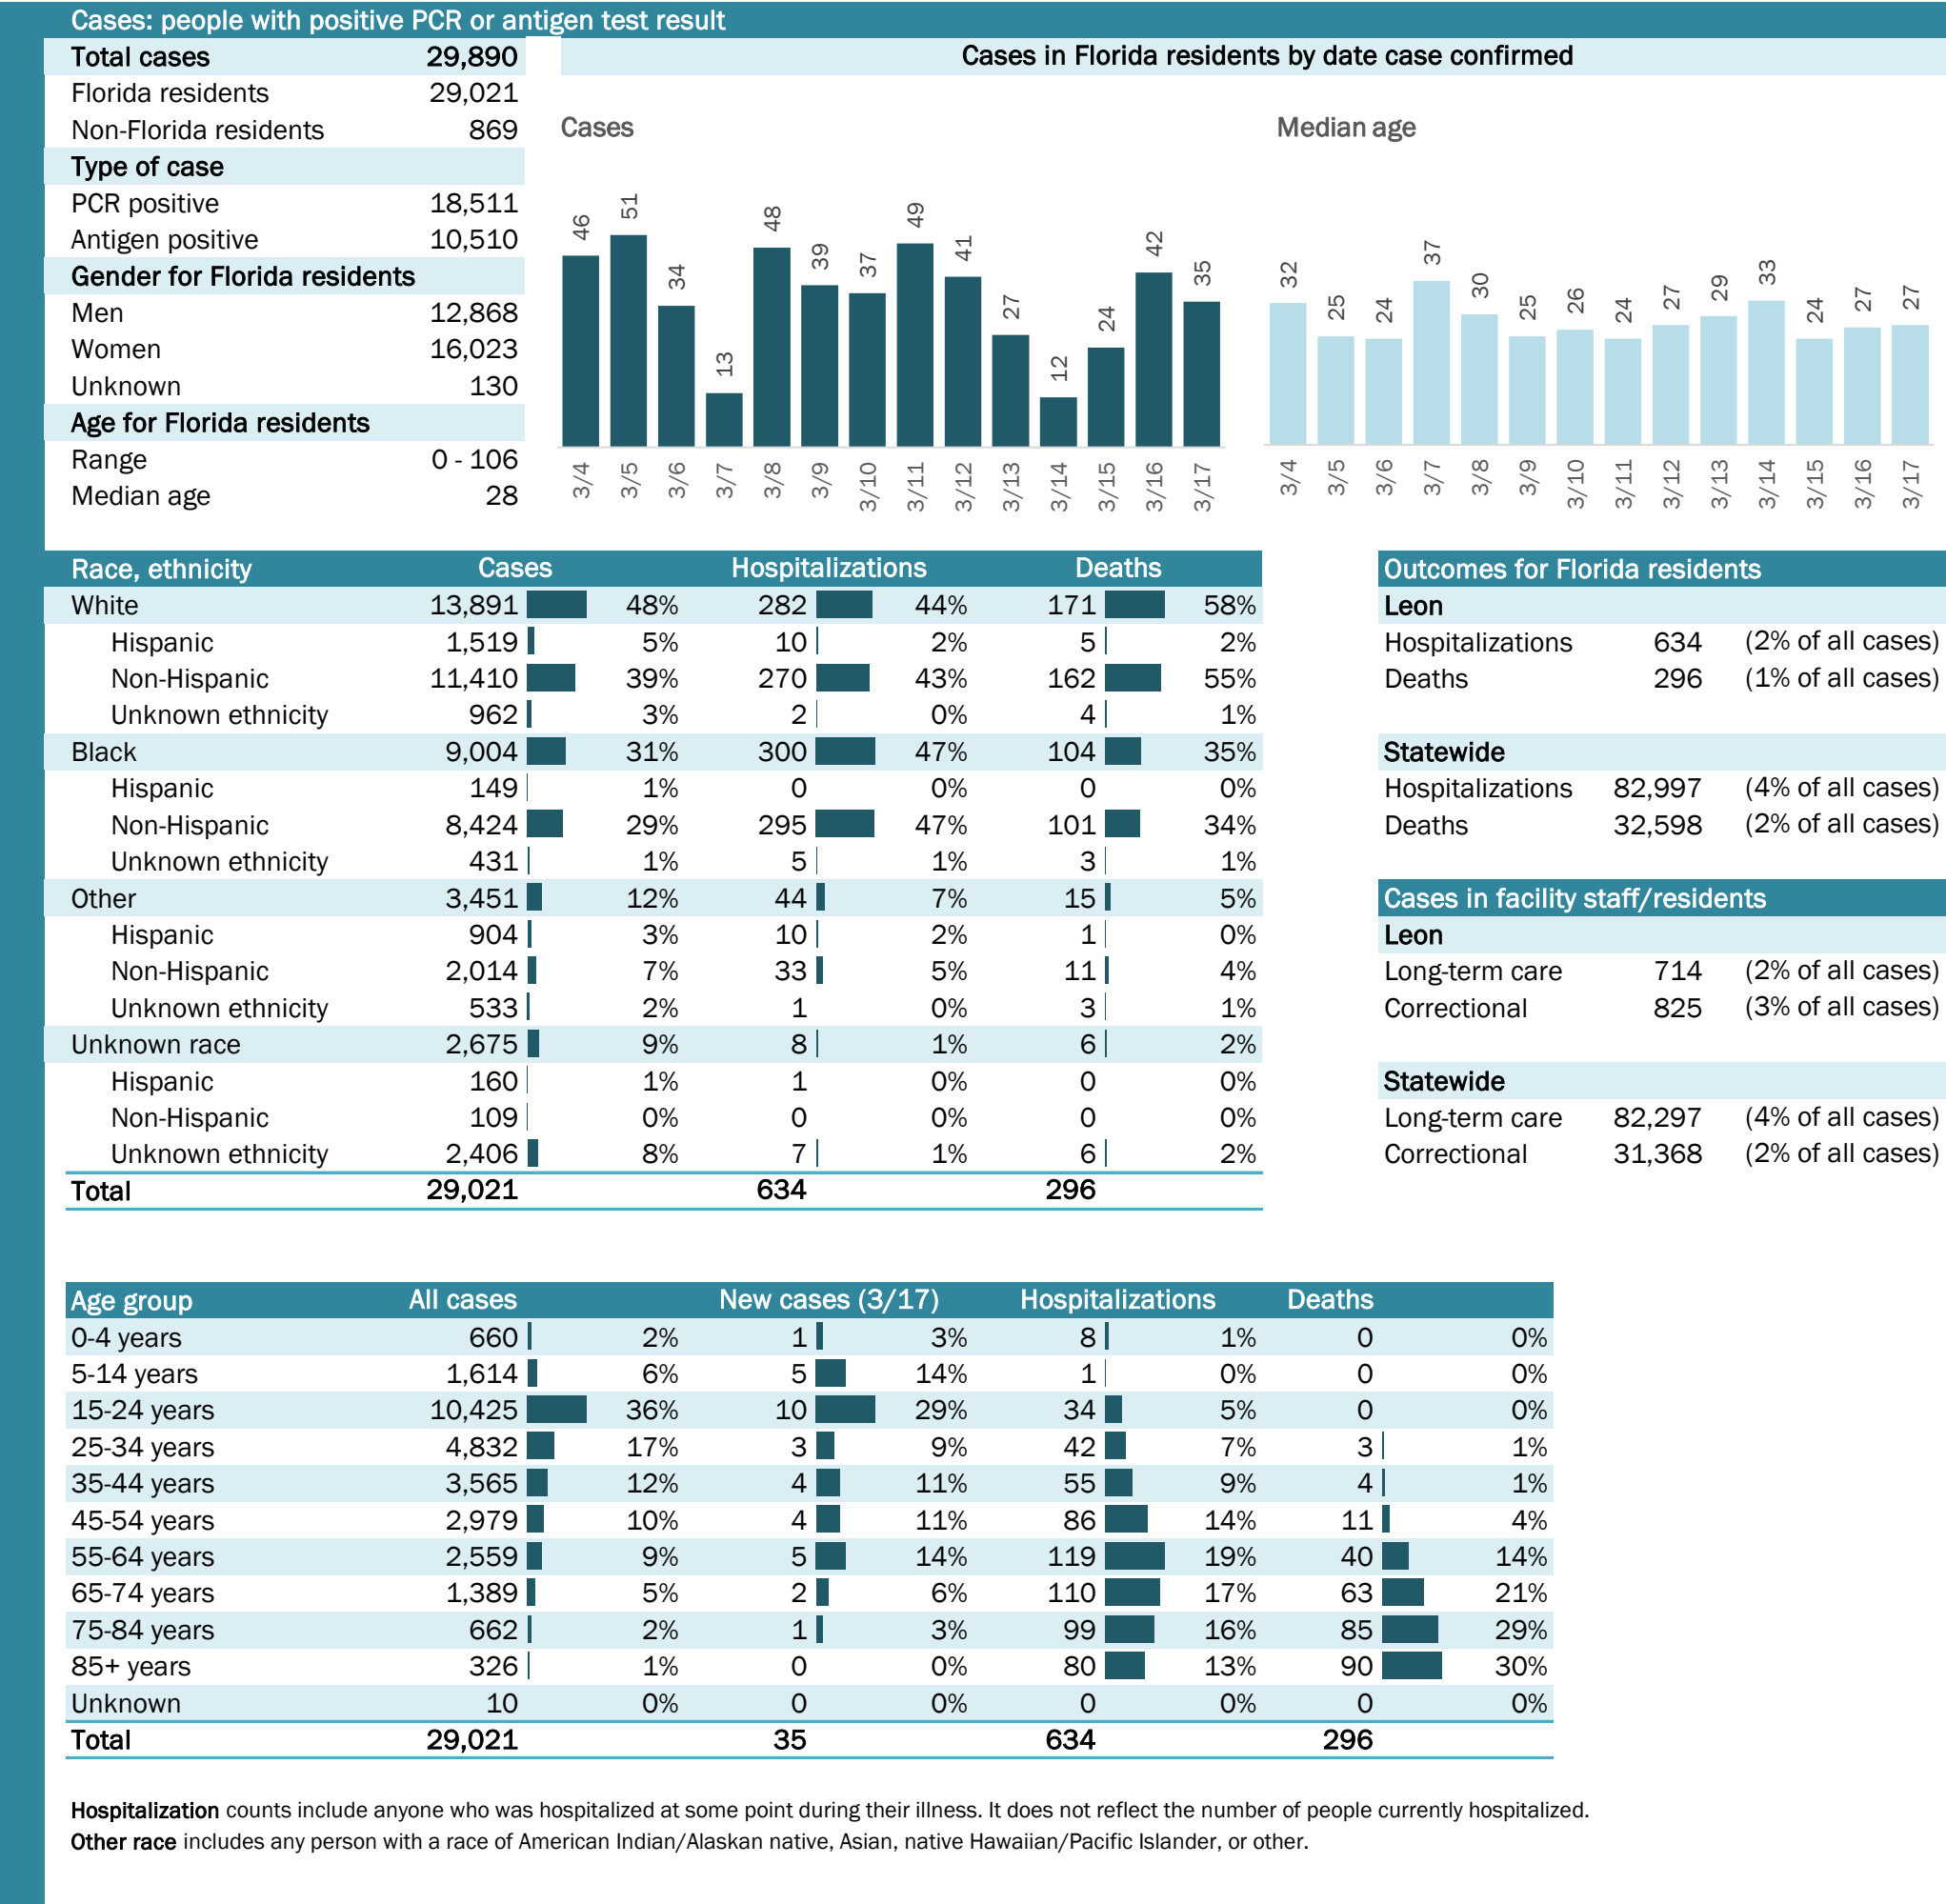 Cases: people with positive PCR or antigen test result
Total cases 29,890
Florida residents 29,021
Non-Florida residents 869
Type of case
PCR positive 18,511
Antigen positive 10,510
Gender for Florida residents
Men 12,868
Women 16,023
Unknown 130
Age for Florida residents
Range 0 - 106
Median age 28
Cases in Florida residents by date case confirmed
Cases
46 51 34 13 48 39 37 49 41 27 12 24 42 35
3/4 3/5 3/6 3/7 3/8 3/9 3/10 3/11 3/12 3/13 3/14 3/15 3/16 3/17
Median age
32 25 24 37 30 25 26 24 27 29 33 24 27 27
3/4 3/5 3/6 3/7 3/8 3/9 3/10 3/11 3/12 3/13 3/14 3/15 3/16 3/17
Race, ethnicity Cases Hospitalizations Deaths
White 13,891 48% 282 44% 171 58%
Hispanic 1,519 5% 10 2% 5 2%
Non-Hispanic 11,410 39% 270 43% 162 55%
Unknown ethnicity 962 3% 2 0% 4 1%
Black 9,004 31% 300 47% 104 35%
Hispanic 149 1% 0 0% 0 0%
Non-Hispanic 8,424 29% 295 47% 101 34%
Unknown ethnicity 431 1% 5 1% 3 1%
Other 3,451 12% 44 7% 15 5%
Hispanic 904 3% 10 2% 1 0%
Non-Hispanic 2,014 7% 33 5% 11 4%
Unknown ethnicity 533 2% 1 0% 3 1%
Unknown race 2,675 9% 8 1% 6 2%
Hispanic 160 1% 1 0% 0 0%
Non-Hispanic 109 0% 0 0% 0 0%
Unknown ethnicity 2,406 8% 7 1% 6 2%
Total 29,021 634 296
Outcomes for Florida residents
Leon
Hospitalizations 634 (2% of all cases)
Deaths 296 (1% of all cases)
Statewide
Hospitalizations 82,997 (4% of all cases)
Deaths 32,598 (2% of all cases)
Cases in facility staff/residents
Leon
Long-term care 714 (2% of all cases)
Correctional 825 (3% of all cases)
Statewide
Long-term care 82,297 (4% of all cases)
Correctional 31,368 (2% of all cases)
Age group All cases New cases (3/17) Hospitalizations Deaths
0-4 years 660 2% 1 3% 8 1% 0 0%
5-14 years 1,614 6% 5 14% 1 0% 0 0%
15-24 years 10,425 36% 10 29% 34 5% 0 0%
25-34 years 4,832 17% 3 9% 42 7% 3 1%
35-44 years 3,565 12% 4 11% 55 9% 4 1%
45-54 years 2,979 10% 4 11% 86 14% 11 4%
55-64 years 2,559 9% 5 14% 119 19% 40 14%
65-74 years 1,389 5% 2 6% 110 17% 63 21%
75-84 years 662 2% 1 3% 99 16% 85 29%
85+ years 326 1% 0 0% 80 13% 90 30%
Unknown 10 0% 0 0% 0 0% 0 0%
Total 29,021 35 634 296
Hospitalization counts include anyone who was hospitalized at some point during their illness. It does not reflect the number of people currently hospitalized.
Other race includes any person with a race of American Indian/Alaskan native, Asian, native Hawaiian/Pacific Islander, or other.